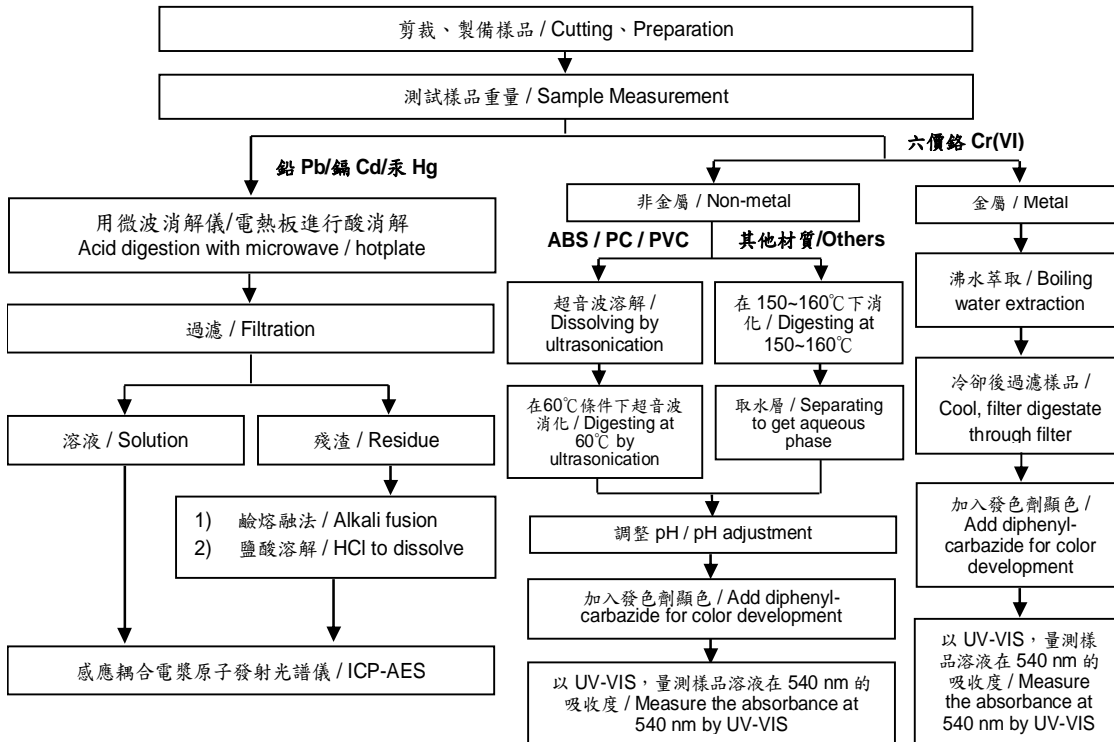 剪裁、製備樣品 / Cutting、Preparation
測試樣品重量 / Sample Measurement
鉛 Pb/鎘 Cd/汞 Hg
六價鉻 Cr(VI)
用微波消解儀/電熱板進行酸消解
Acid digestion with microwave / hotplate
過濾 / Filtration
溶液 / Solution
殘渣 / Residue
1) 鹼熔融法 / Alkali fusion
2) 鹽酸溶解 / HCl to dissolve
感應耦合電漿原子發射光譜儀 / ICP-AES
非金屬 / Non-metal
ABS / PC / PVC
其他材質/Others
超音波溶解 /
Dissolving by
ultrasonication
在 150~160℃下消
化 / Digesting at
150~160℃
在60℃條件下超音波
消化 / Digesting at
60℃ by
ultrasonication
取水層 / Separating
to get aqueous
phase
調整 pH / pH adjustment
加入發色劑顯色 / Add diphenyl-
carbazide for color development
以 UV-VIS，量測樣品溶液在 540 nm 的
吸收度 / Measure the absorbance at
540 nm by UV-VIS
金屬 / Metal
沸水萃取 / Boiling
water extraction
冷卻後過濾樣品 /
Cool, filter digestate
through filter
加入發色劑顯色 /
Add diphenyl-
carbazide for color
development
以 UV-VIS，量測樣
品溶液在 540 nm 的
吸收度 / Measure
the absorbance at
540 nm by UV-VIS